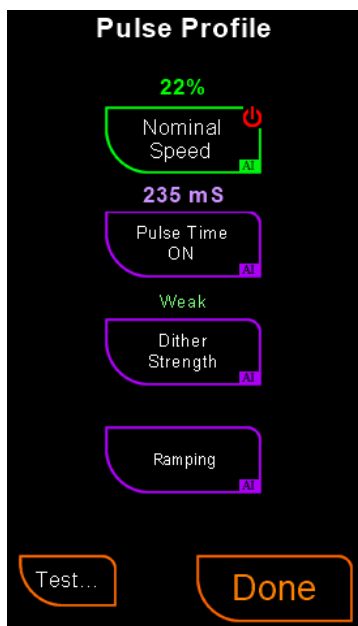 Pulse Profile
22%
Nominal
Speed
AI
235 mS
Pulse Time
ON
AI
Weak
Dither
Strength
AI
Ramping
AI
Test...
Done